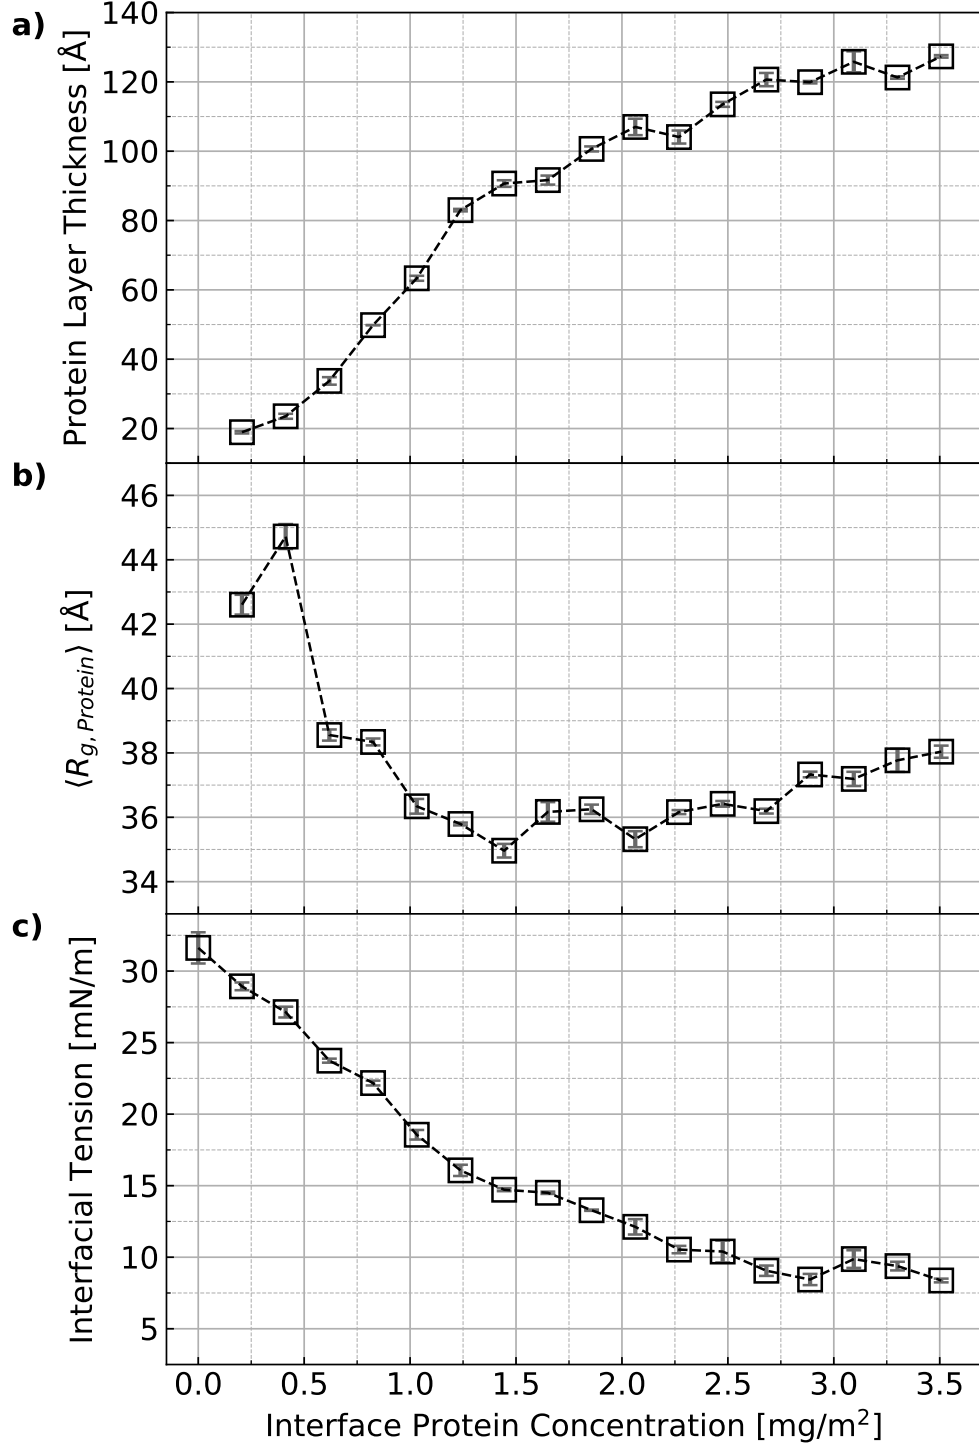 a)
Protein Layer Thickness [Å]
140
120
100
80
60
40
20
b)
⟨R_{g,Protein}⟩ [Å]
46
44
42
40
38
36
34
c)
Interfacial Tension [mN/m]
30
25
20
15
10
5
0.0 0.5 1.0 1.5 2.0 2.5 3.0 3.5
Interface Protein Concentration [mg/m²]